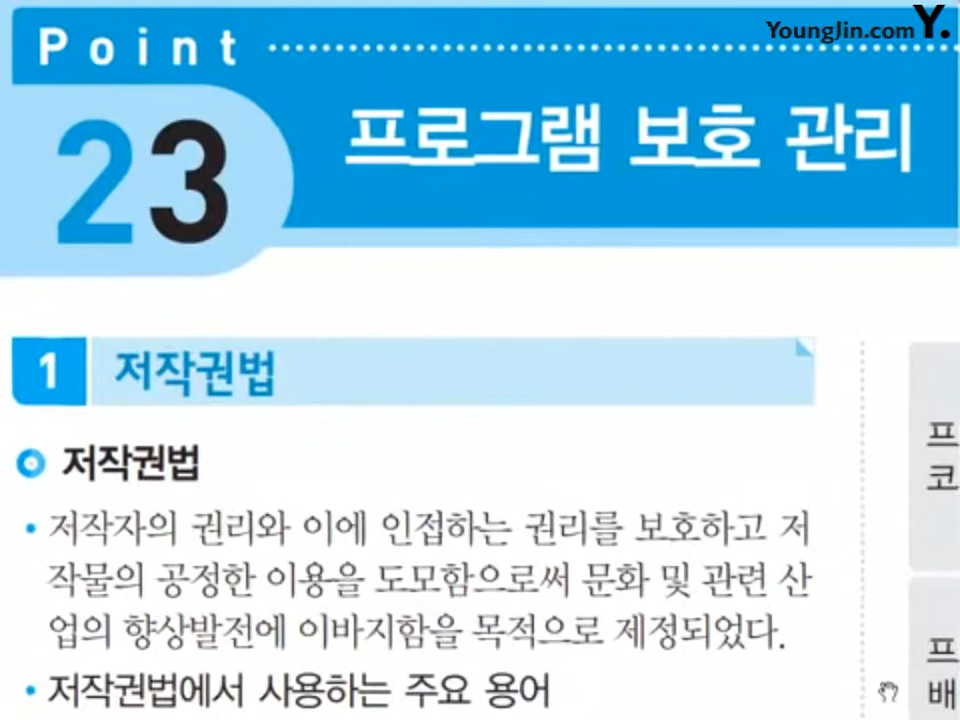 Point
YoungJin.com Y.
23
프로그램 보호 관리
1 저작권법
저작권법
• 저작자의 권리와 이에 인접하는 권리를 보호하고 저
작물의 공정한 이용을 도모함으로써 문화 및 관련 산
업의 향상발전에 이바지함을 목적으로 제정되었다.
• 저작권법에서 사용하는 주요 용어
프
코
프
배